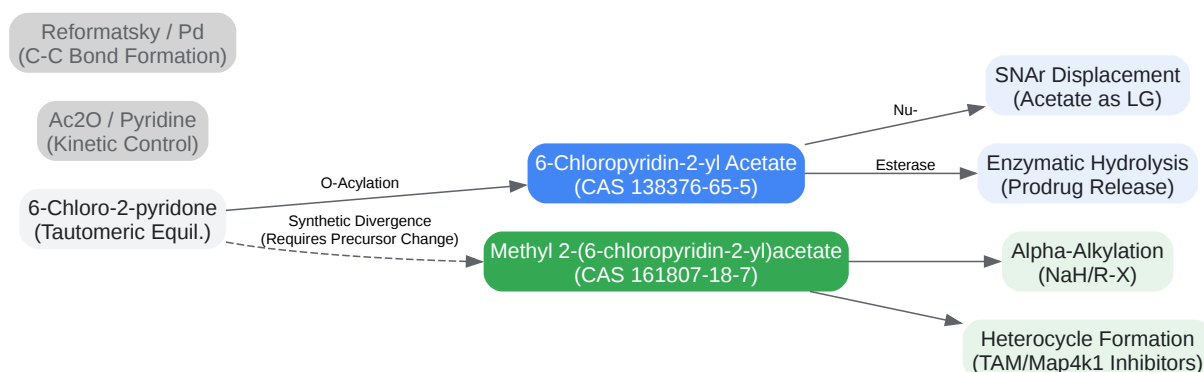 Reformatsky / Pd
(C-C Bond Formation)
Ac2O / Pyridine
(Kinetic Control)
6-Chloro-2-pyridone
(Tautomeric Equil.)
O-Acylation
Synthetic Divergence
(Requires Precursor Change)
6-Chloropyridin-2-yl Acetate
(CAS 138376-65-5)
Methyl 2-(6-chloropyridin-2-yl)acetate
(CAS 161807-18-7)
Nu-
Esterase
SNAr Displacement
(Acetate as LG)
Enzymatic Hydrolysis
(Prodrug Release)
Alpha-Alkylation
(NaH/R-X)
Heterocycle Formation
(TAM/Map4k1 Inhibitors)